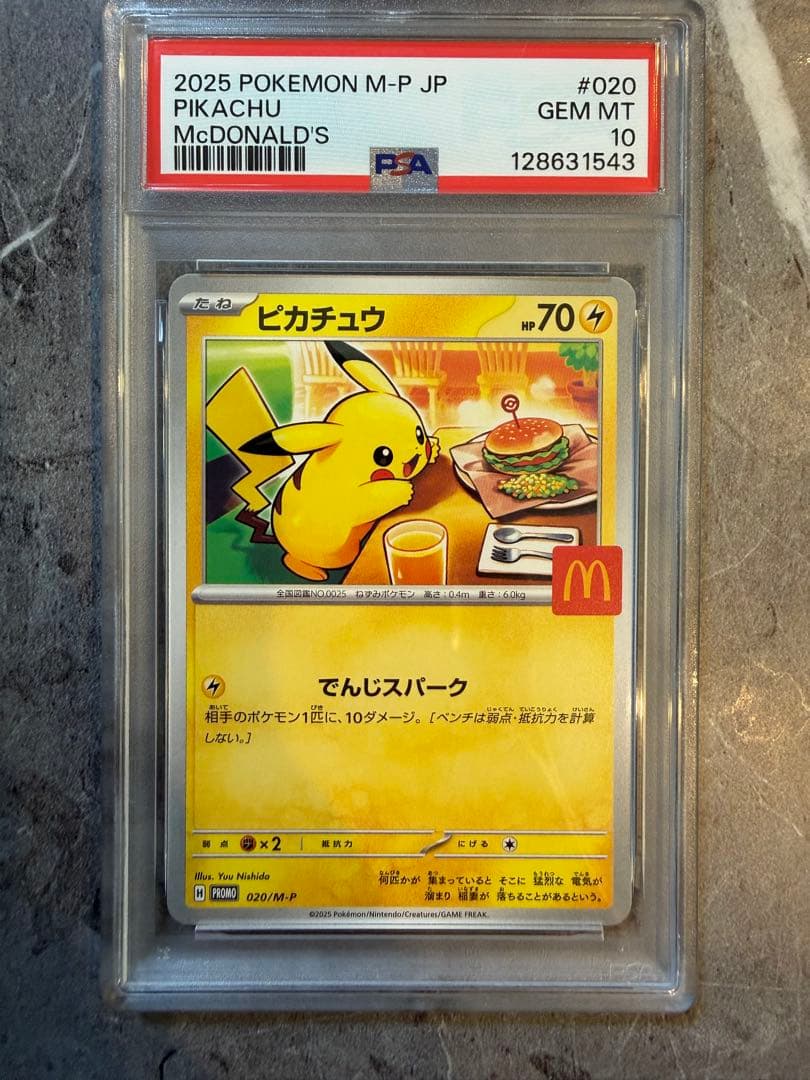 2025 POKEMON M-P JP #020
PIKACHU GEM MT
McDONALD'S 10
PSA 128631543
たね ピカチュウ HP70
全国図鑑NO.0025 ねずみポケモン 高さ:0.4m 重さ:6.0kg
M
でんじスパーク
相手のポケモン1匹に、10ダメージ。[ベンチは弱点・抵抗力を計算
しない。]
弱点 ×2 抵抗力 にげる
Illus. Yuu Nishida
何匹かが 集まっていると そこに 猛烈な 電気が
溜まり 稲妻が 落ちることがあるという。
H PROMO 020/M-P
©2025 Pokémon/Nintendo/Creatures/GAME FREAK.